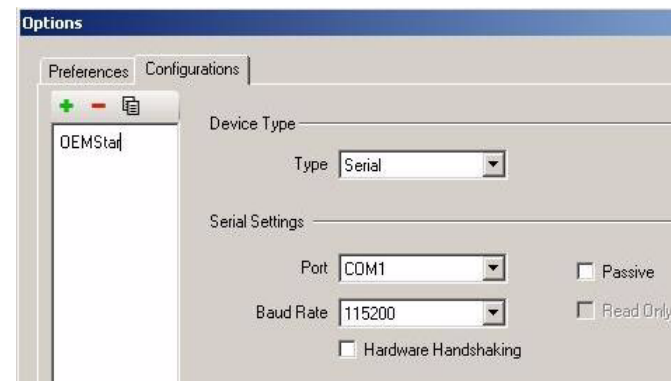 Options
Preferences Configurations
OEMStar
Device Type
Type Serial
Serial Settings
Port COM1
Passive
Baud Rate 115200
Read Only
Hardware Handshaking